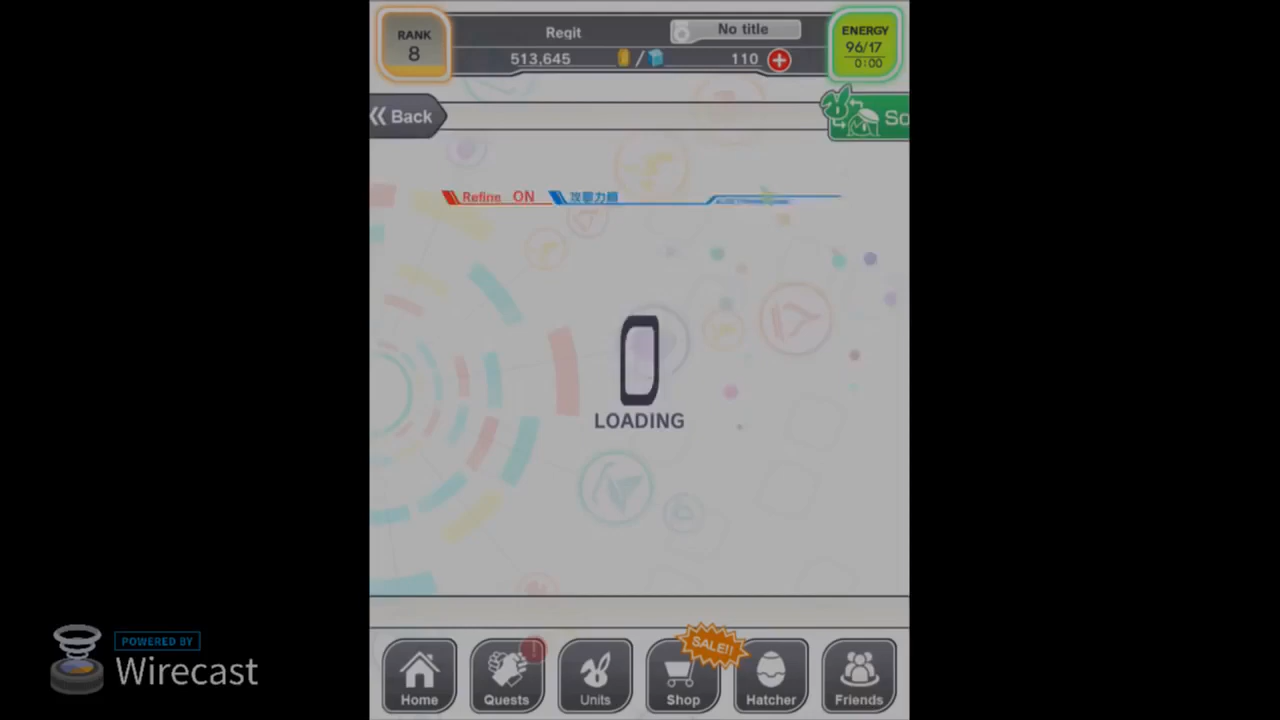 RANK
8
Regit
No title
513,645
/
110
ENERGY
96/17
0:00
Back
So
Refine ON
攻撃力順
LOADING
SALE!!
Home
Quests
!
Units
Shop
Hatcher
Friends
POWERED BY
Wirecast